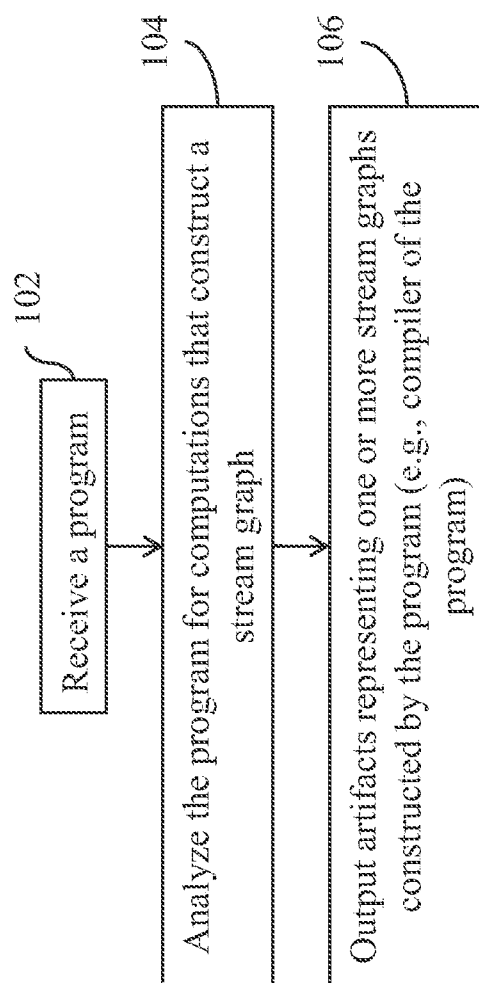 102
Receive a program
104
Analyze the program for computations that construct a
stream graph
106
Output artifacts representing one or more stream graphs
constructed by the program (e.g., compiler of the
program)